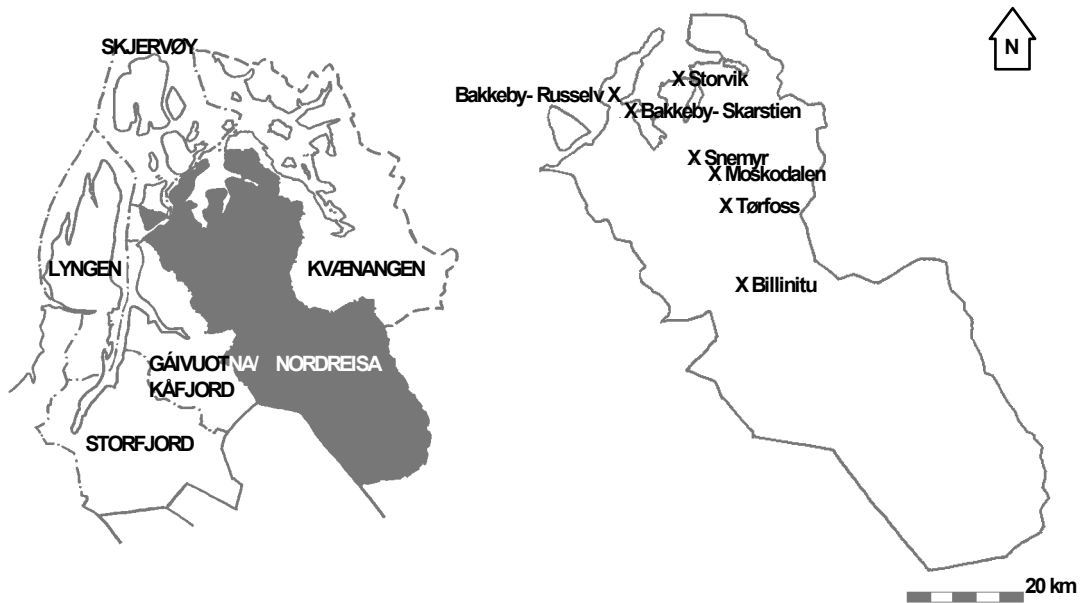 SKJERVØY
LYNGEN
KVÆNANGEN
GÁIVUOTNA/
KÅFJORD
NORDREISA
STORFJORD
N
X Storvik
Bakkeby- Russelv X
X Bakkeby- Skarstien
X Snemyr
X Moskodalen
X Tørfoss
X Billinitu
20 km